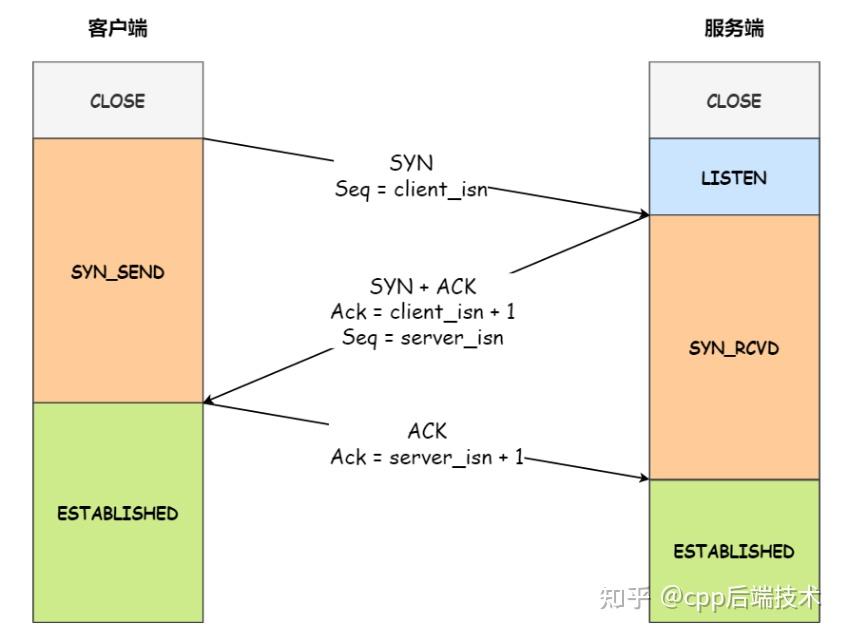 客户端
服务端
CLOSE
CLOSE
SYN
Seq = client_isn
LISTEN
SYN_SEND
SYN + ACK
Ack = client_isn + 1
Seq = server_isn
SYN_RCVD
ACK
Ack = server_isn + 1
ESTABLISHED
ESTABLISHED
知乎 @cpp后端技术